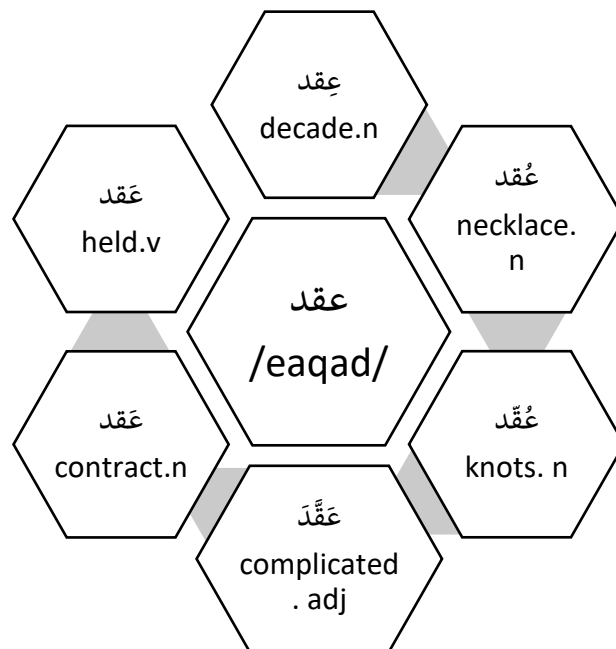 عِقد
decade.n
عُقد
necklace.
n
عُقّد
knots. n
عَقَّدَ
complicated
. adj
عَقد
contract.n
عَقد
held.v
عقد
/eaqad/